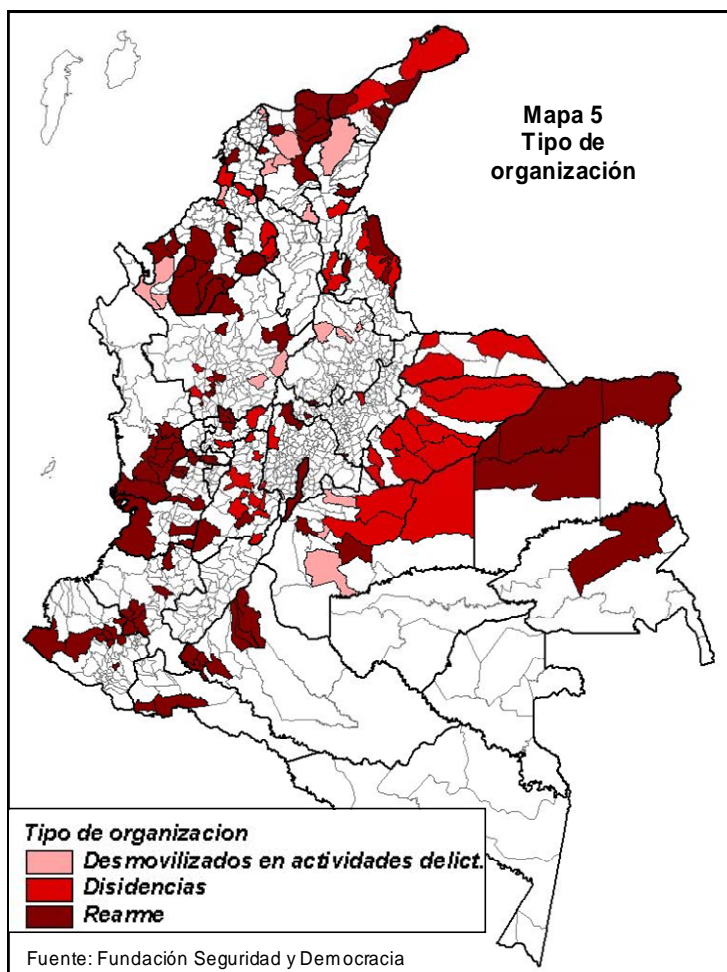 Mapa 5
Tipo de
organización
Tipo de organizacion
Desmovilizados en actividades delict.
Disidencias
Rearme
Fuente: Fundación Seguridad y Democracia